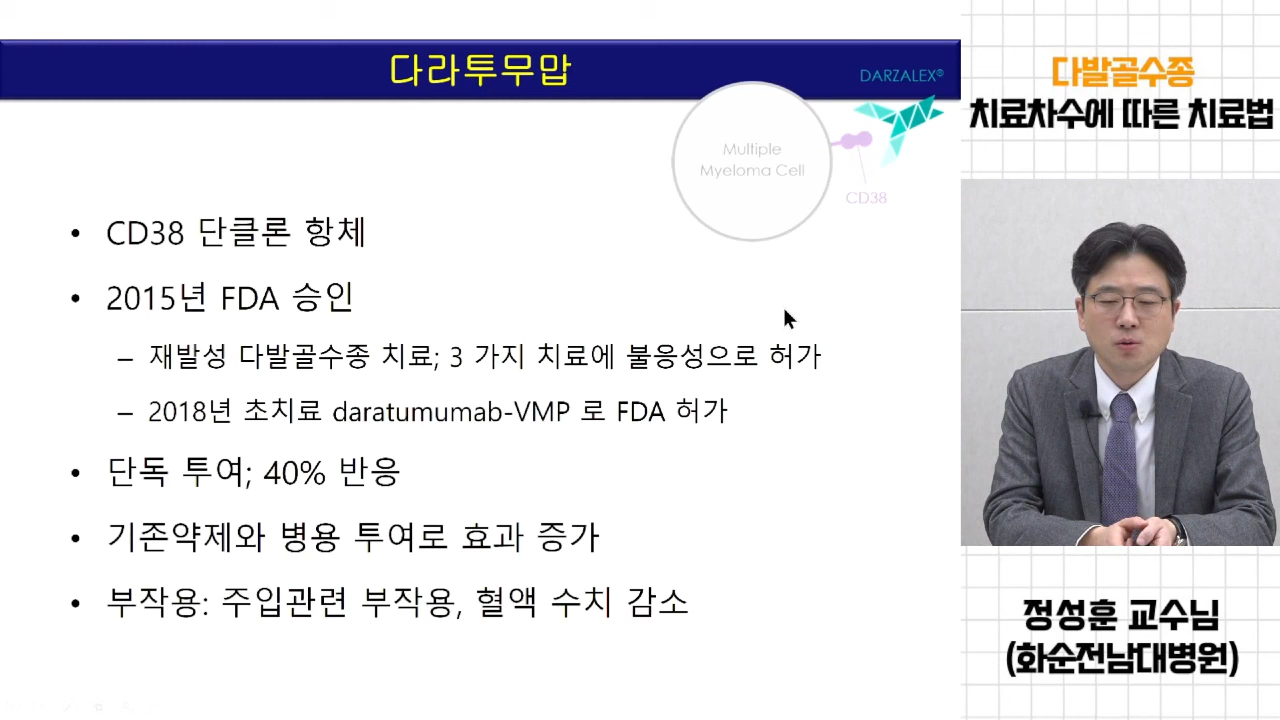 다라투무맙
DARZALEX®
Multiple
Myeloma Cell
CD38
• CD38 단클론 항체
• 2015년 FDA 승인
– 재발성 다발골수종 치료; 3 가지 치료에 불응성으로 허가
– 2018년 초치료 daratumumab-VMP 로 FDA 허가
• 단독 투여; 40% 반응
• 기존약제와 병용 투여로 효과 증가
• 부작용: 주입관련 부작용, 혈액 수치 감소
다발골수종
치료차수에 따른 치료법
정성훈 교수님
(화순전남대병원)